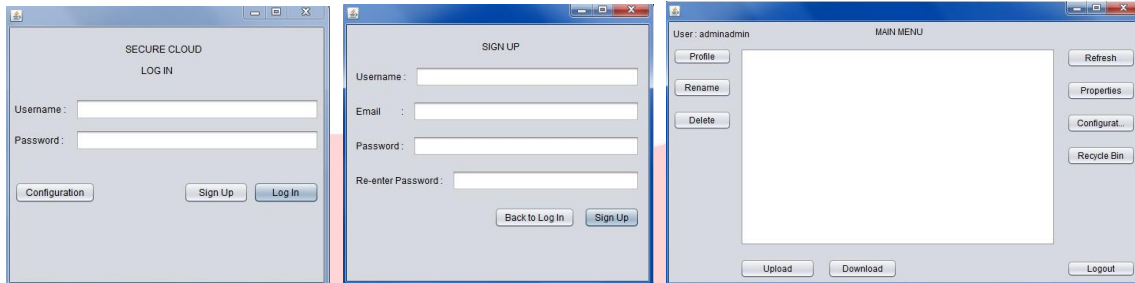 SECURE CLOUD
LOG IN
Username :
Password :
Configuration Sign Up Log In
SIGN UP
Username :
Email :
Password :
Re-enter Password :
Back to Log In Sign Up
User : adminadmin MAIN MENU
Profile Refresh
Rename Properties
Delete Configurat...
Recycle Bin
Upload Download Logout